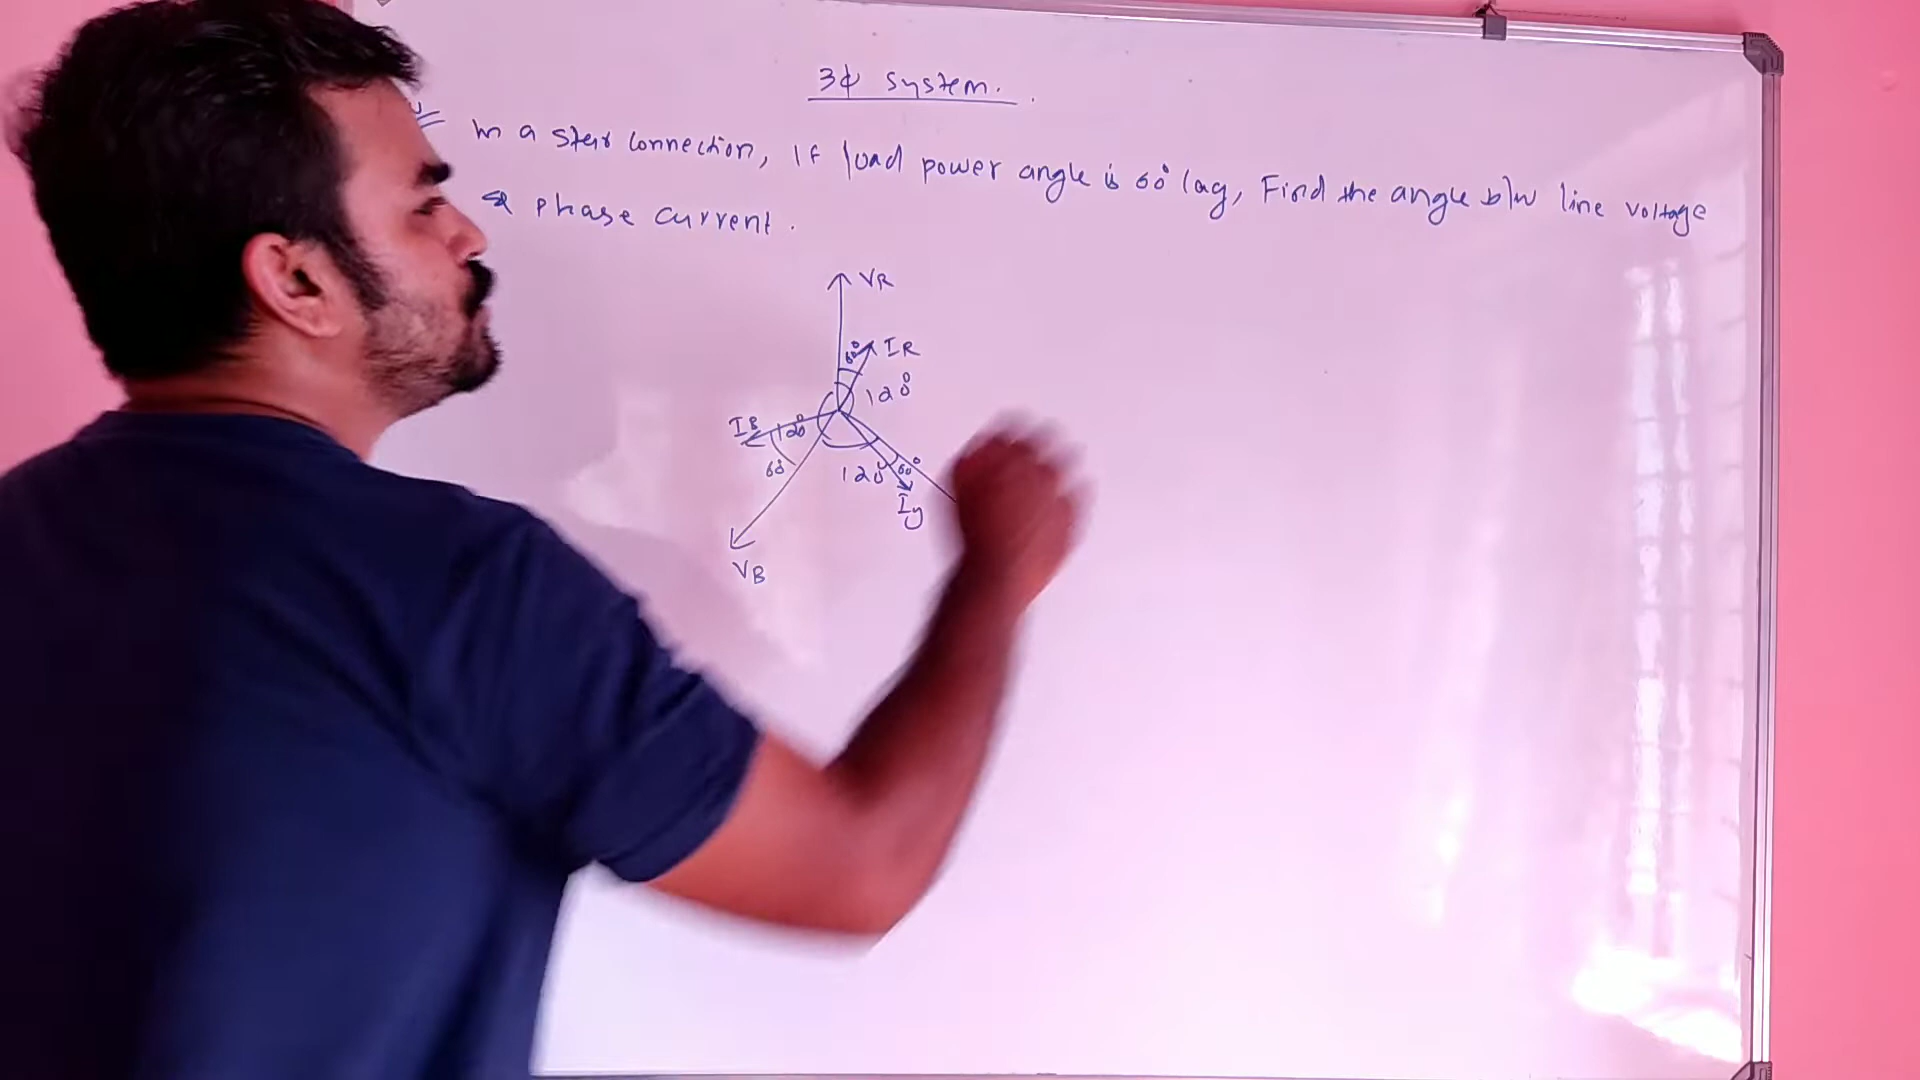 3ϕ system.
In a star connection, If load power angle is 60° lag, Find the angle b/w line voltage
& phase current.
VR
60°
IR
120°
IB
120°
60°
120°
60°
Iy
VB